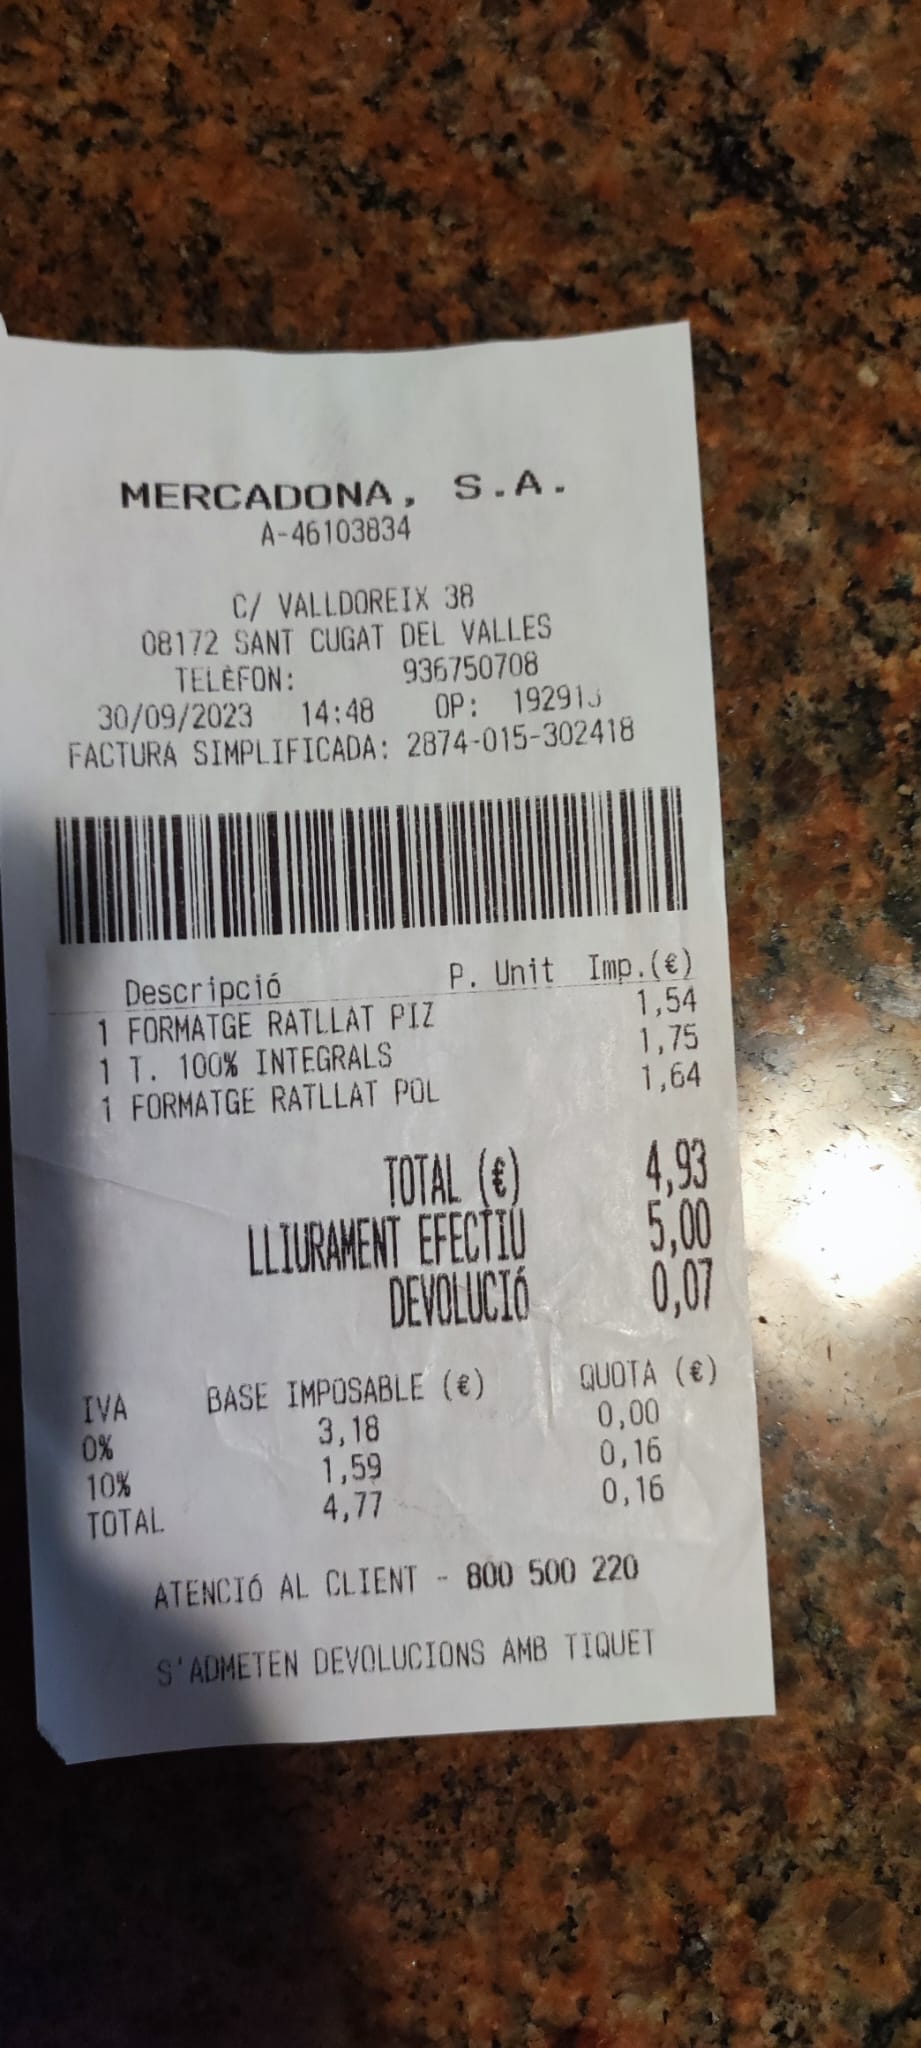 MERCADONA, S.A.
A-46103834
C/ VALLDOREIX 38
08172 SANT CUGAT DEL VALLES
TELÈFON: 936750708
30/09/2023 14:48 OP:
FACTURA SIMPLIFICADA: 2874-015-302418
Descripció P. Unit Imp.(€)
1 FORMATGE RATLLAT PIZ 1,54
1 T. 100% INTEGRALS 1,75
1 FORMATGE RATLLAT POL 1,64
TOTAL (€) 4,93
LLIURAMENT EFECTIU 5,00
DEVOLUCIÓ 0,07
IVA BASE IMPOSABLE (€) QUOTA (€)
0% 3,18 0,00
10% 1,59 0,16
TOTAL 4,77 0,16
ATENCIÓ AL CLIENT - 800 500 220
S'ADMETEN DEVOLUCIONS AMB TIQUET